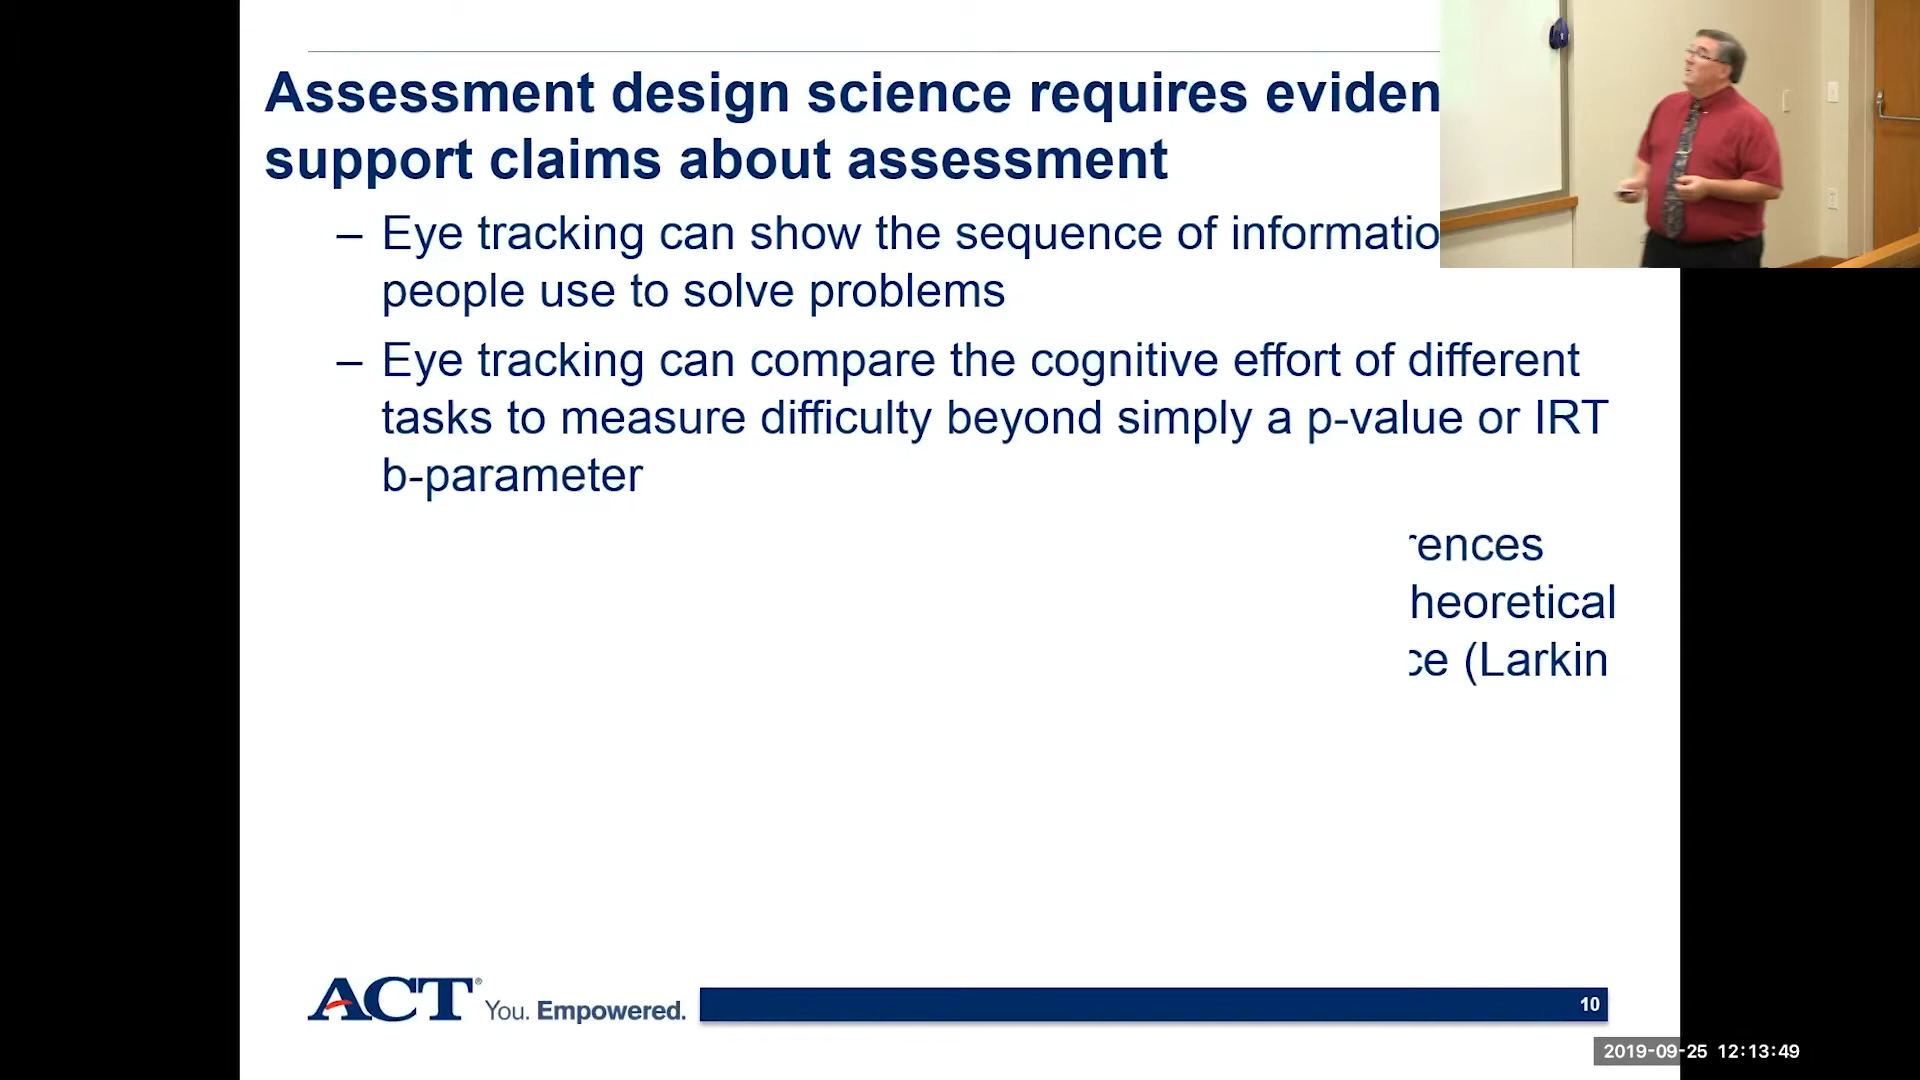 Assessment design science requires eviden
support claims about assessment
– Eye tracking can show the sequence of informatio
people use to solve problems
– Eye tracking can compare the cognitive effort of different
tasks to measure difficulty beyond simply a p-value or IRT
b-parameter
rences
heoretical
ce (Larkin
ACT® You. Empowered.
10
2019-09-25 12:13:49